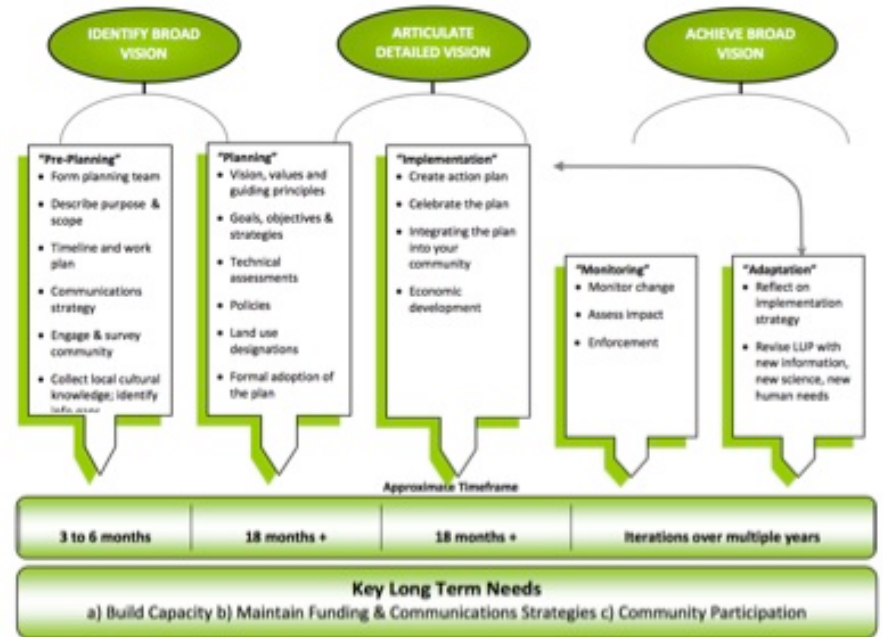 IDENTIFY BROAD
VISION
ARTICULATE
DETAILED VISION
ACHIEVE BROAD
VISION
"Pre-Planning"
• Form planning team
• Describe purpose &
scope
• Timeline and work
plan
• Communications
strategy
• Engage & survey
community
• Collect local cultural
knowledge; identify
info gaps
"Planning"
• Vision, values and
guiding principles
• Goals, objectives &
strategies
• Technical
assessments
• Policies
• Land use
designations
• Formal adoption of
the plan
"Implementation"
• Create action plan
• Celebrate the plan
• Integrating the plan
into your
community
• Economic
development
"Monitoring"
• Monitor change
• Assess impact
• Enforcement
"Adaptation"
• Reflect on
implementation
strategy
• Revise LUP with
new information,
new science, new
human needs
Approximate Timeframe
3 to 6 months
18 months +
18 months +
Iterations over multiple years
Key Long Term Needs
a) Build Capacity b) Maintain Funding & Communications Strategies c) Community Participation